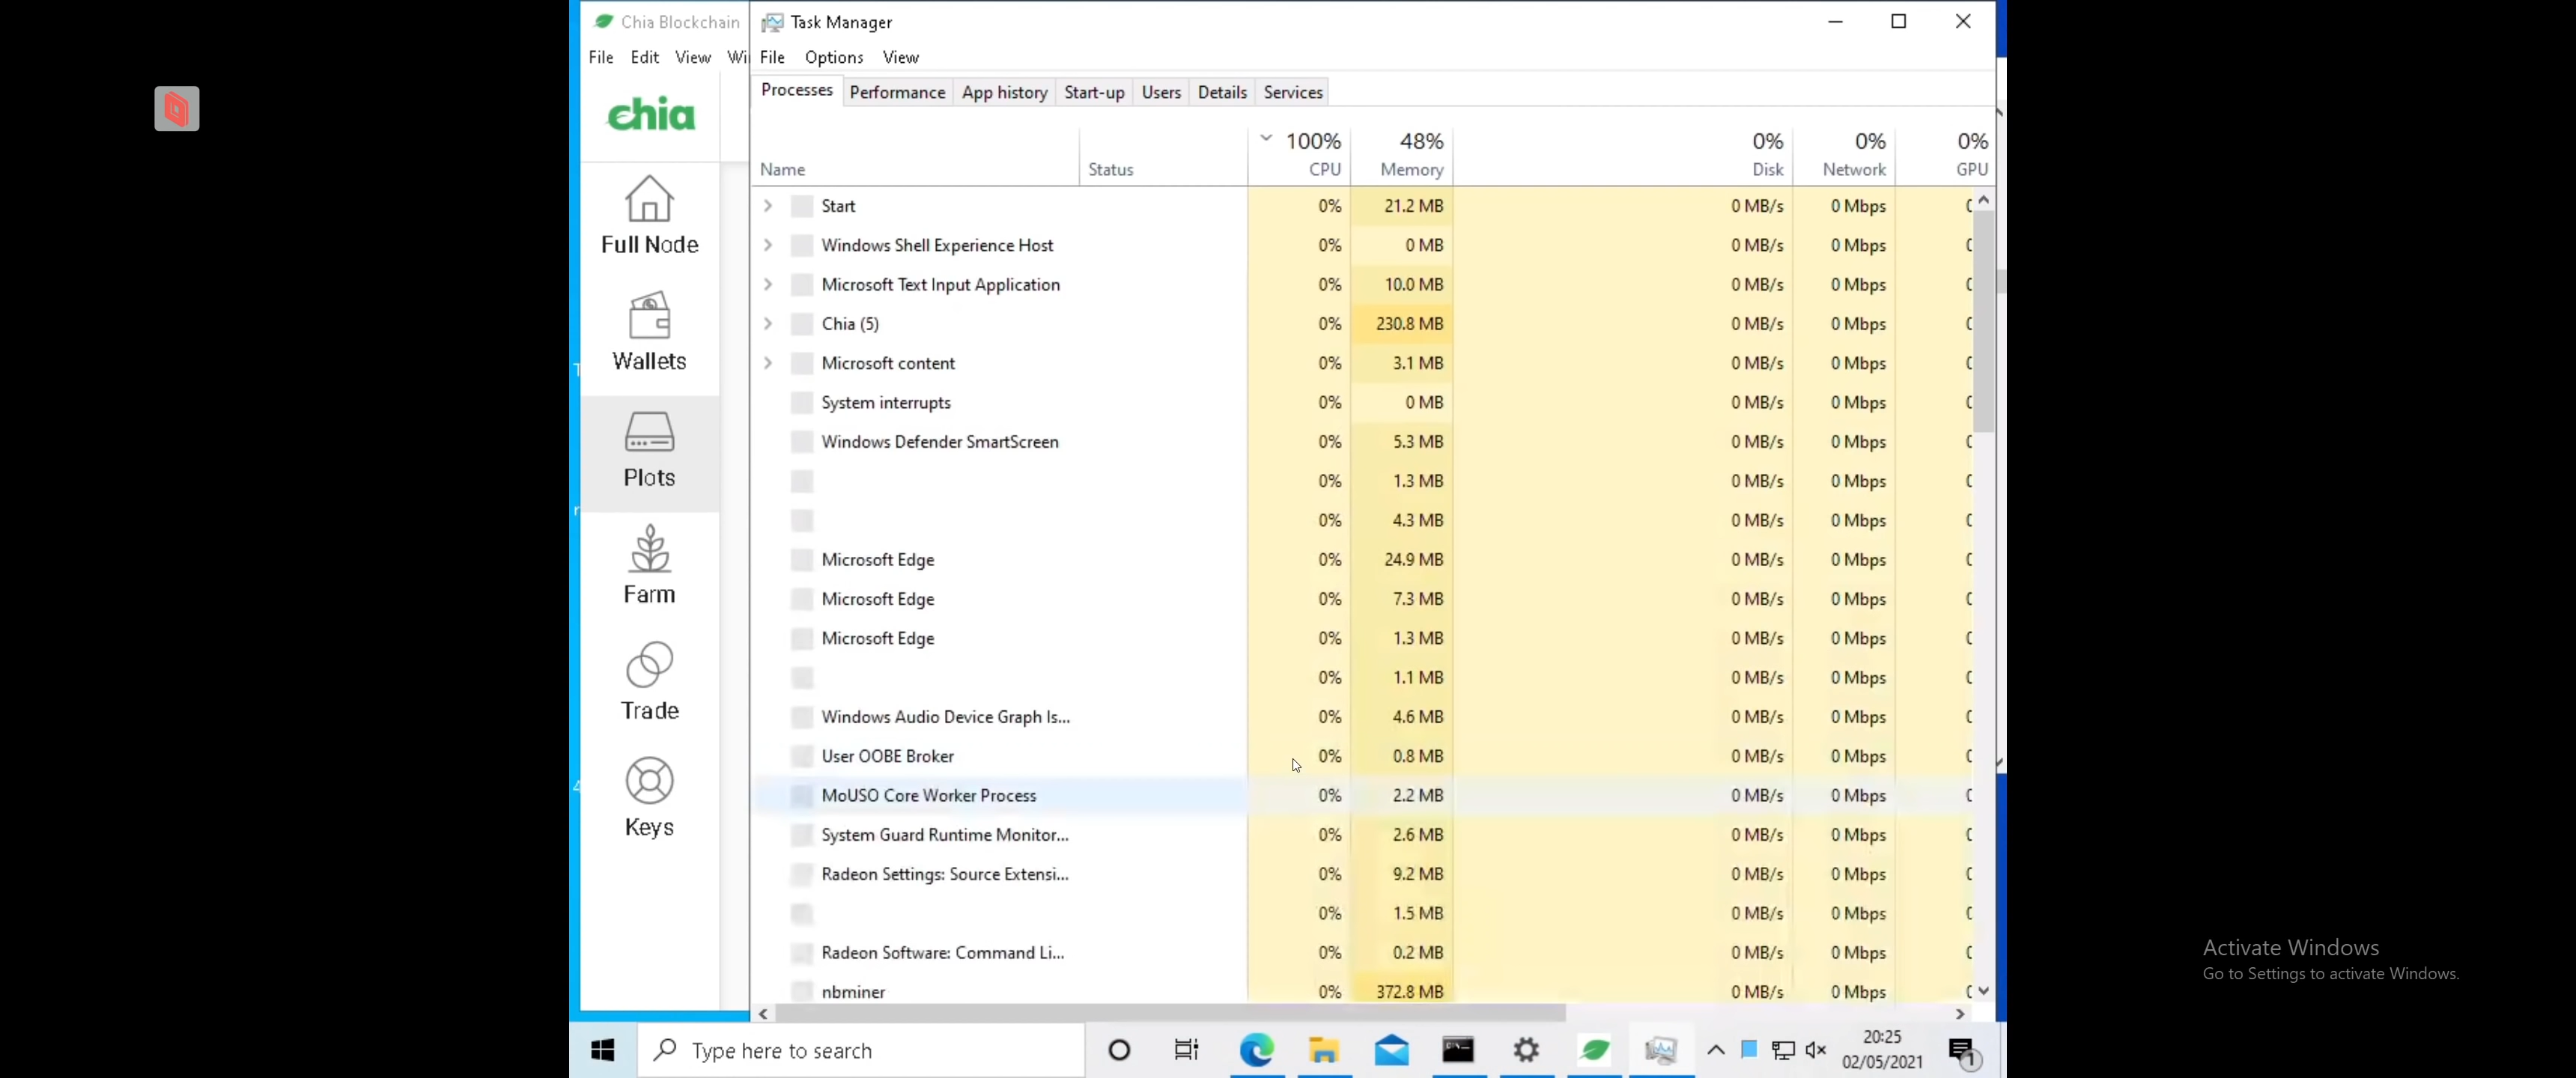 Chia Blockchain
File Edit View Wi
chia
Full Node
Wallets
Plots
Farm
Trade
Keys
Task Manager
File Options View
Processes Performance App history Start-up Users Details Services
100% 48% 0% 0% 0%
Name Status CPU Memory Disk Network GPU
Start 0% 21.2 MB 0 MB/s 0 Mbps
Windows Shell Experience Host 0% 0 MB 0 MB/s 0 Mbps
Microsoft Text Input Application 0% 10.0 MB 0 MB/s 0 Mbps
Chia (5) 0% 230.8 MB 0 MB/s 0 Mbps
Microsoft content 0% 3.1 MB 0 MB/s 0 Mbps
System interrupts 0% 0 MB 0 MB/s 0 Mbps
Windows Defender SmartScreen 0% 5.3 MB 0 MB/s 0 Mbps
0% 1.3 MB 0 MB/s 0 Mbps
0% 4.3 MB 0 MB/s 0 Mbps
Microsoft Edge 0% 24.9 MB 0 MB/s 0 Mbps
Microsoft Edge 0% 7.3 MB 0 MB/s 0 Mbps
Microsoft Edge 0% 1.3 MB 0 MB/s 0 Mbps
0% 1.1 MB 0 MB/s 0 Mbps
Windows Audio Device Graph Is... 0% 4.6 MB 0 MB/s 0 Mbps
User OOBE Broker 0% 0.8 MB 0 MB/s 0 Mbps
MoUSO Core Worker Process 0% 2.2 MB 0 MB/s 0 Mbps
System Guard Runtime Monitor... 0% 2.6 MB 0 MB/s 0 Mbps
Radeon Settings: Source Extensi... 0% 9.2 MB 0 MB/s 0 Mbps
0% 1.5 MB 0 MB/s 0 Mbps
Radeon Software: Command Li... 0% 0.2 MB 0 MB/s 0 Mbps
nbminer 0% 372.8 MB 0 MB/s 0 Mbps
Type here to search
20:25
02/05/2021
1
Activate Windows
Go to Settings to activate Windows.